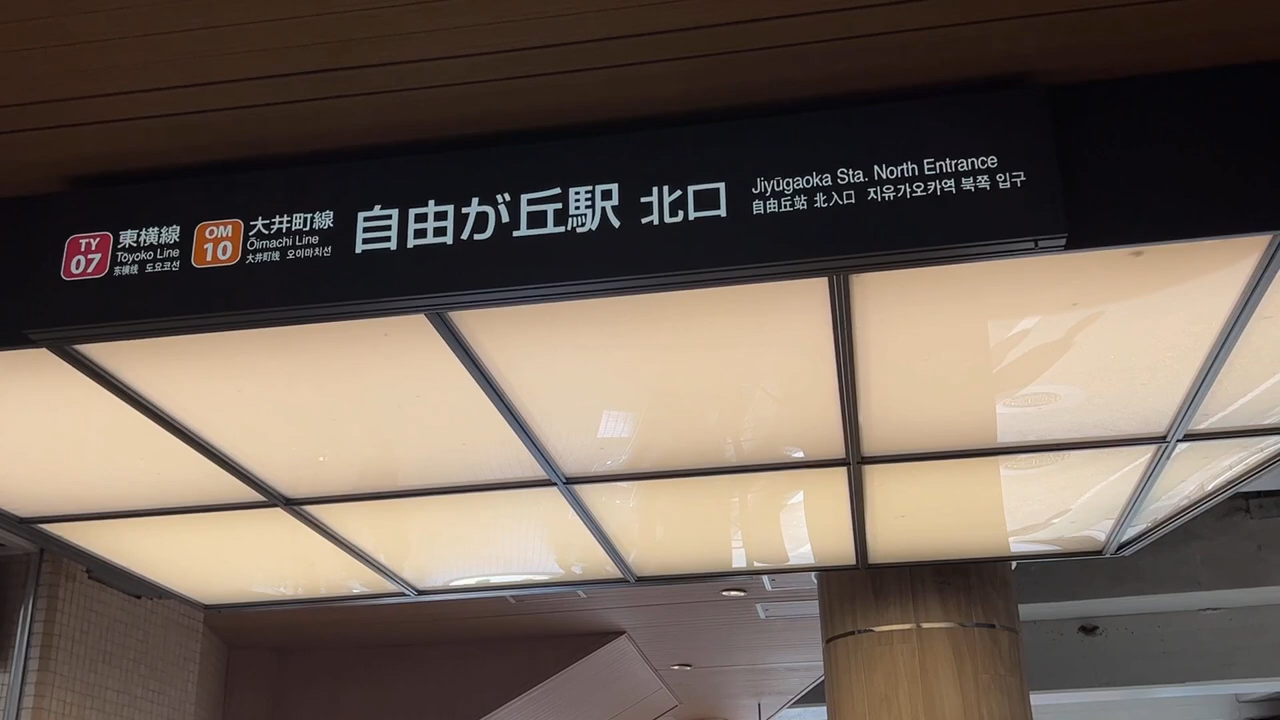 TY
07
東横線
Tōyoko Line
东横线 도요코선
OM
10
大井町線
Ōimachi Line
大井町线 오이마치선
自由が丘駅 北口
Jiyūgaoka Sta. North Entrance
自由丘站 北入口 지유가오카역 북쪽 입구